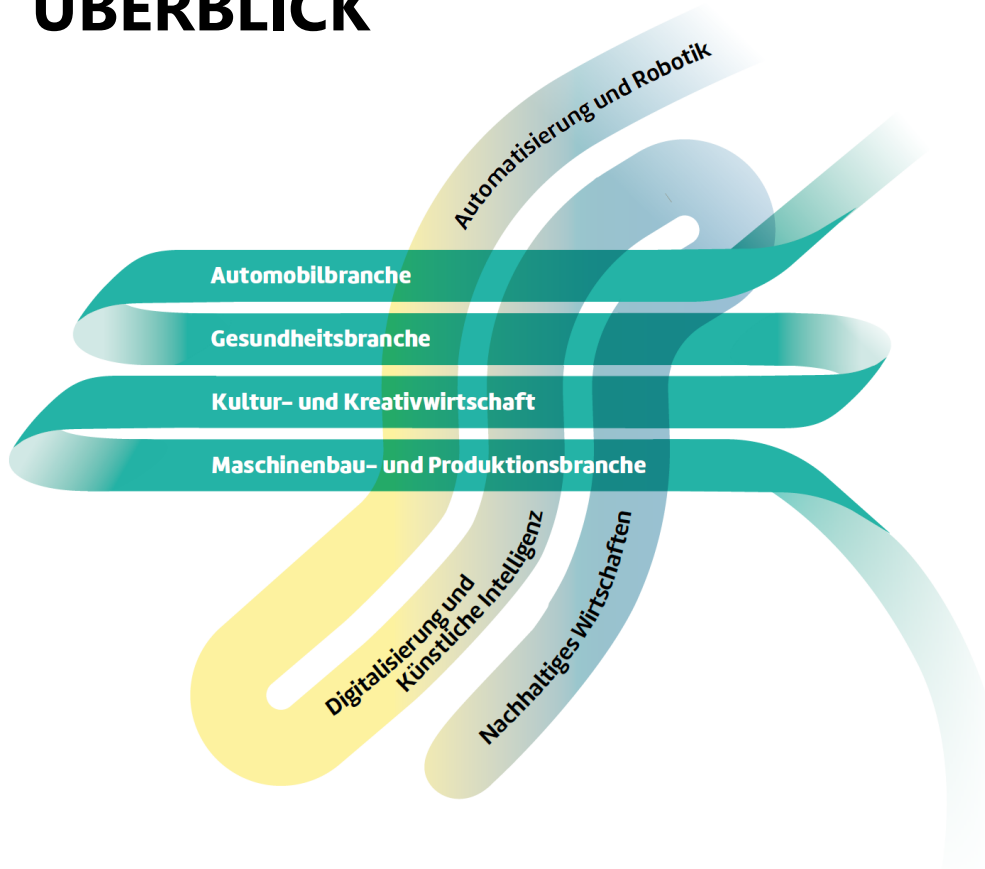 ÜBERBLICK
Automatisierung und Robotik
Automobilbranche
Gesundheitsbranche
Kultur- und Kreativwirtschaft
Maschinenbau- und Produktionsbranche
Digitalisierung und
Künstliche Intelligenz
Nachhaltiges Wirtschaften